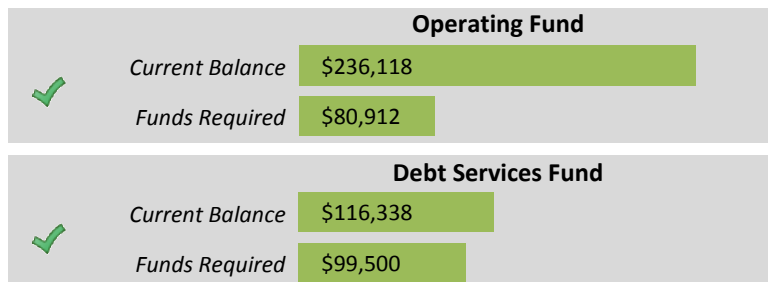 Operating Fund
Current Balance $236,118
Funds Required $80,912
Debt Services Fund
Current Balance $116,338
Funds Required $99,500